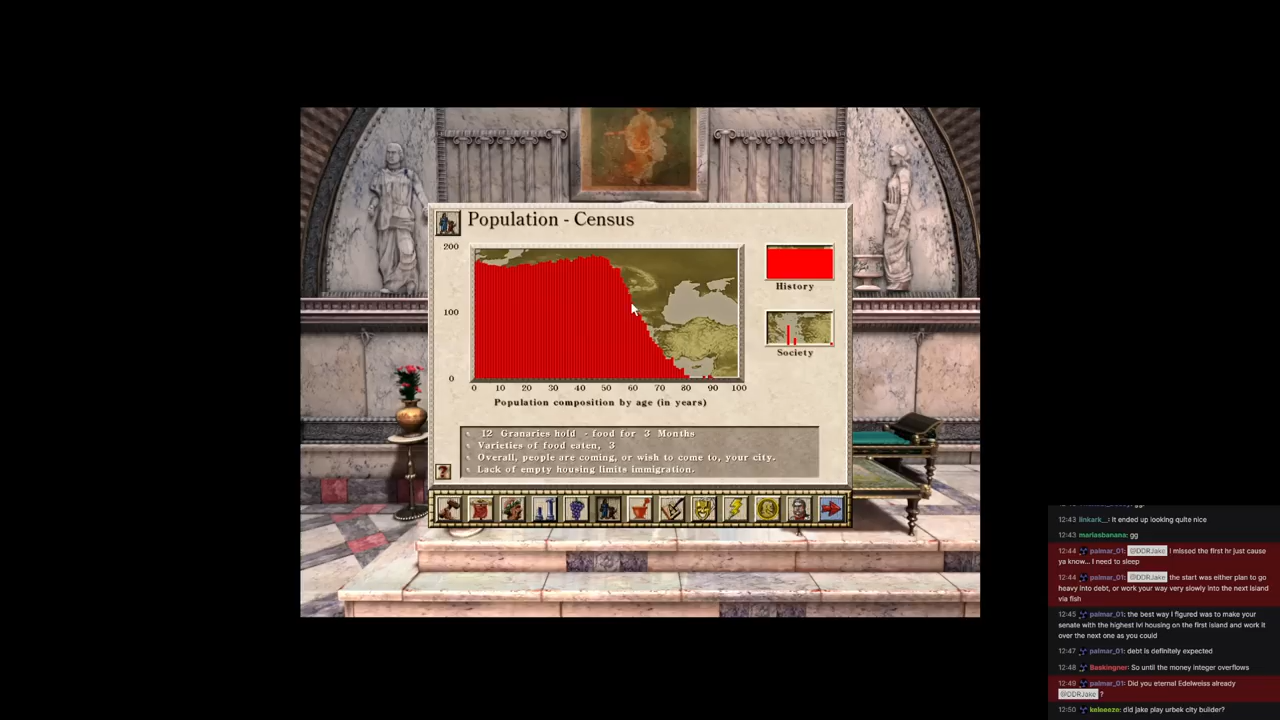 Population - Census
200
100
0
0 10 20 30 40 50 60 70 80 90 100
Population composition by age (in years)
History
Society
12 Granaries hold - food for 3 Months
Varieties of food eaten, 3
Overall, people are coming, or wish to come to, your city.
Lack of empty housing limits immigration.
?
12:43 linkark_: It ended up looking quite nice
12:43 mariasbanana: gg
12:44 palmar_01: @DDRJake I missed the first hr just cause
ya know... I need to sleep
12:44 palmar_01: @DDRJake the start was either plan to go
heavy into debt, or work your way very slowly into the next island
via fish
12:45 palmar_01: the best way I figured was to make your
senate with the highest lvl housing on the first island and work it
over the next one as you could
12:47 palmar_01: debt is definitely expected
12:48 Baskingner: So until the money integer overflows
12:49 palmar_01: Did you eternal Edelweiss already
@DDRJake ?
12:50 keleeeze: did jake play urbek city builder?